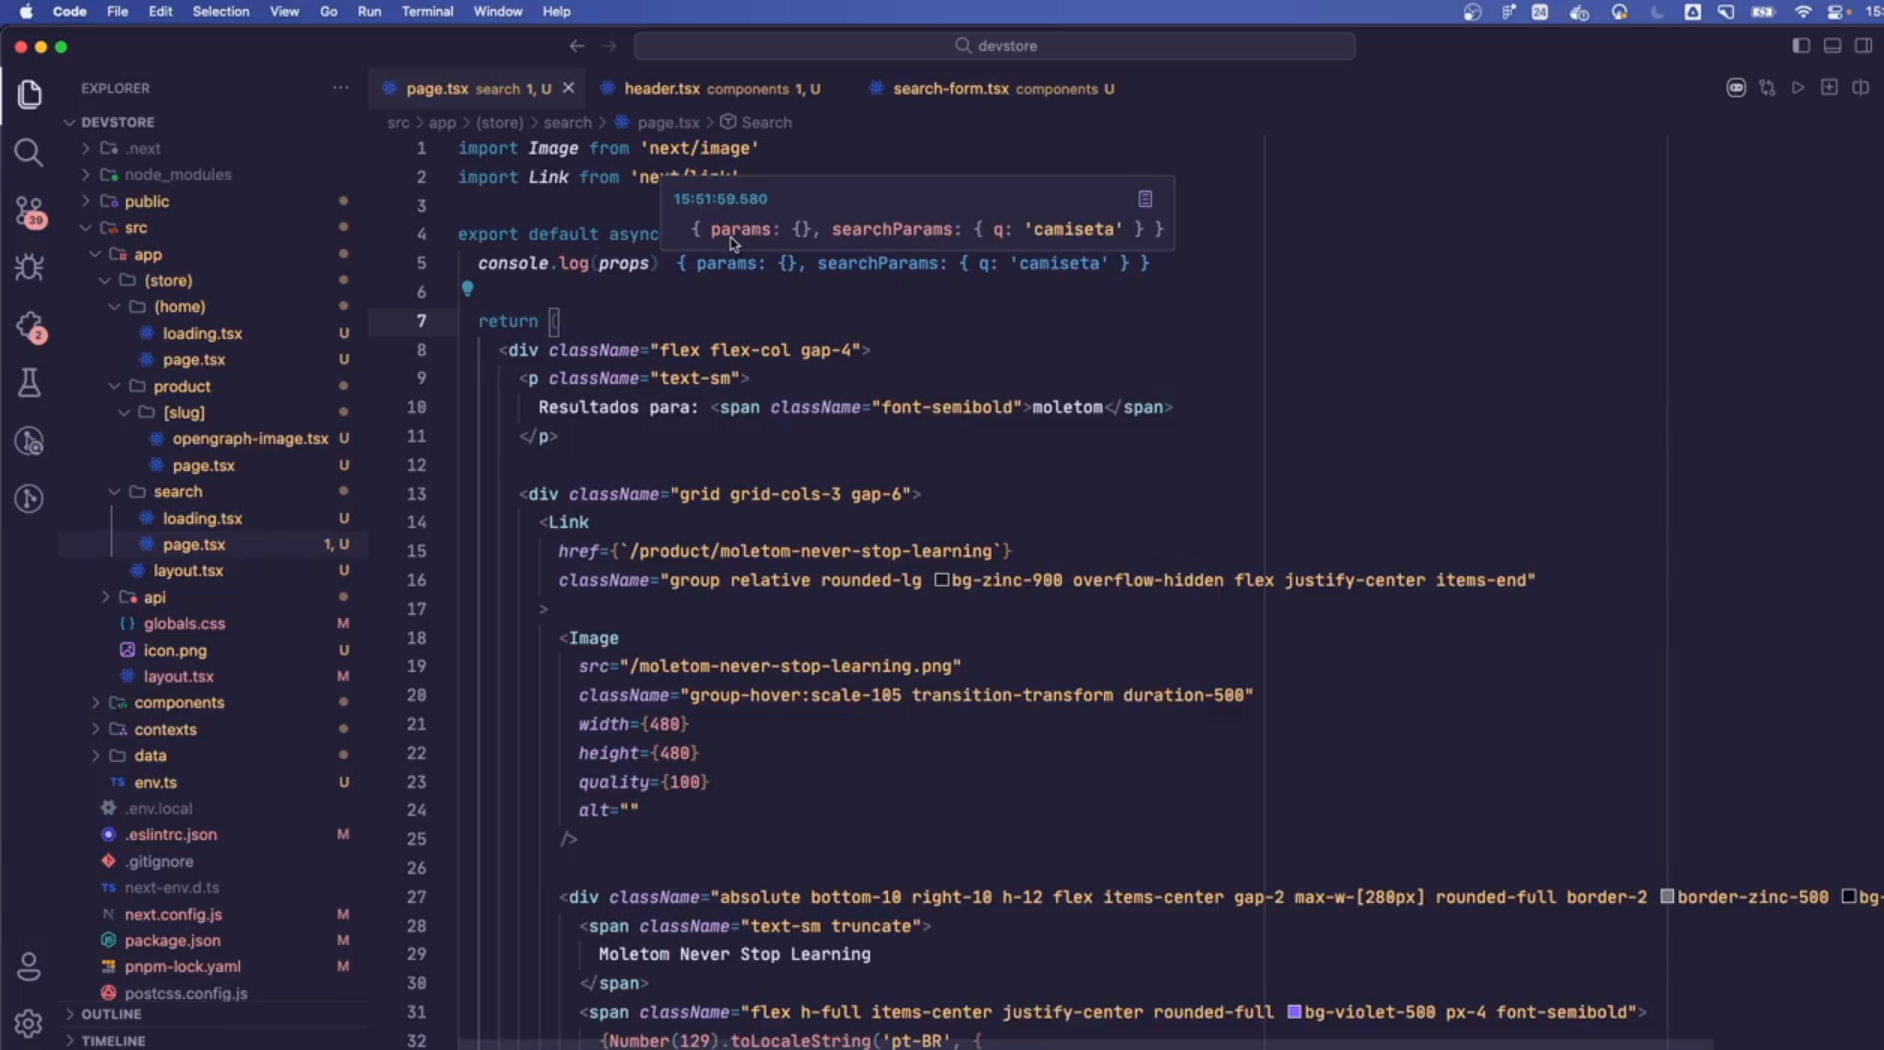 Code File Edit Selection View Go Run Terminal Window Help
24
devstore
EXPLORER
page.tsx search 1, U
header.tsx components 1, U
search-form.tsx components U
DEVSTORE
src > app > (store) > search > page.tsx > Search
.next
node_modules
public
src
app
(store)
(home)
loading.tsx U
page.tsx U
product
[slug]
opengraph-image.tsx U
page.tsx U
search
loading.tsx U
page.tsx 1, U
layout.tsx U
api
globals.css M
icon.png U
layout.tsx M
components
contexts
data
TS env.ts U
.env.local
.eslintrc.json M
.gitignore
TS next-env.d.ts
next.config.js M
package.json M
pnpm-lock.yaml M
postcss.config.js
OUTLINE
TIMELINE
39
2
1 import Image from 'next/image'
2 import Link from 'next/link'
15:51:59.580
{ params: {}, searchParams: { q: 'camiseta' } }
3
4 export default async
5 console.log(props) { params: {}, searchParams: { q: 'camiseta' } }
6
7 return (
8 <div className="flex flex-col gap-4">
9 <p className="text-sm">
10 Resultados para: <span className="font-semibold">moletom</span>
11 </p>
12
13 <div className="grid grid-cols-3 gap-6">
14 <Link
15 href={`/product/moletom-never-stop-learning`}
16 className="group relative rounded-lg bg-zinc-900 overflow-hidden flex justify-center items-end"
17 >
18 <Image
19 src="/moletom-never-stop-learning.png"
20 className="group-hover:scale-105 transition-transform duration-500"
21 width={480}
22 height={480}
23 quality={100}
24 alt=""
25 />
26
27 <div className="absolute bottom-10 right-10 h-12 flex items-center gap-2 max-w-[280px] rounded-full border-2 border-zinc-500 bg-
28 <span className="text-sm truncate">
29 Moletom Never Stop Learning
30 </span>
31 <span className="flex h-full items-center justify-center rounded-full bg-violet-500 px-4 font-semibold">
32 {Number(129).toLocaleString('pt-BR', {